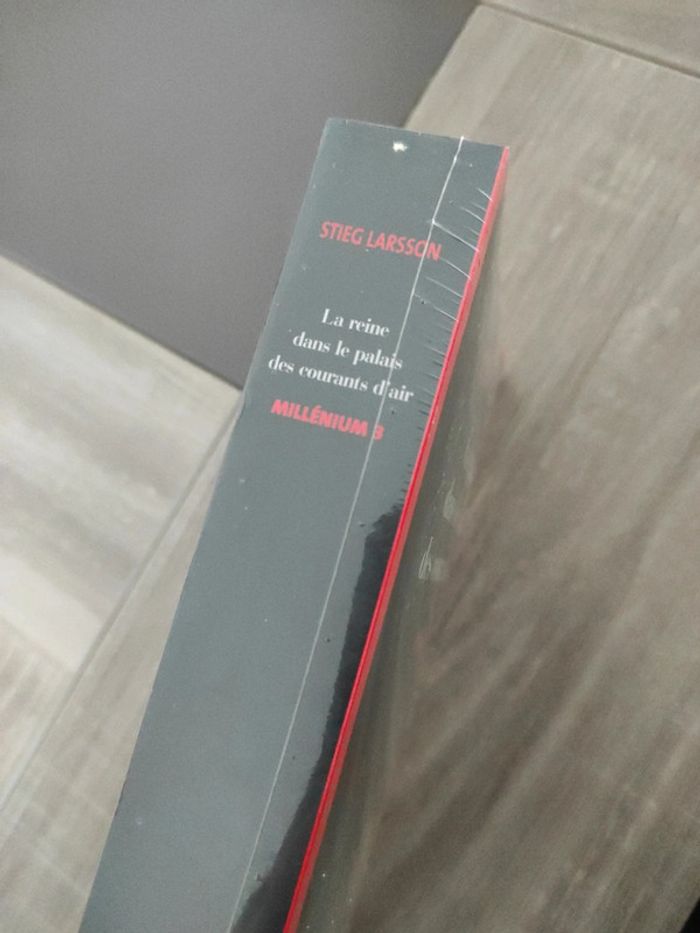 STIEG LARSSON
La reine
dans le palais
des courants d'air
MILLÉNIUM 3